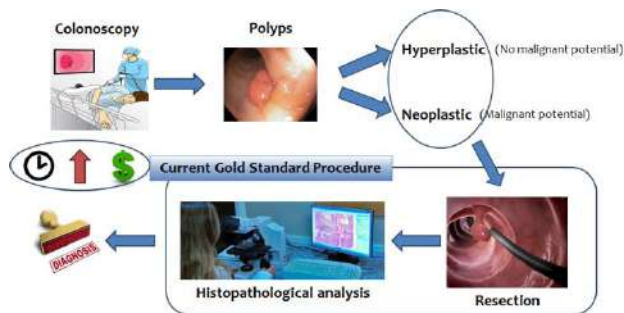 Colonoscopy
Polyps
Hyperplastic (No malignant potential)
Neoplastic (Malignant potential)
$
Current Gold Standard Procedure
DIAGNOSIS
Histopathological analysis
Resection